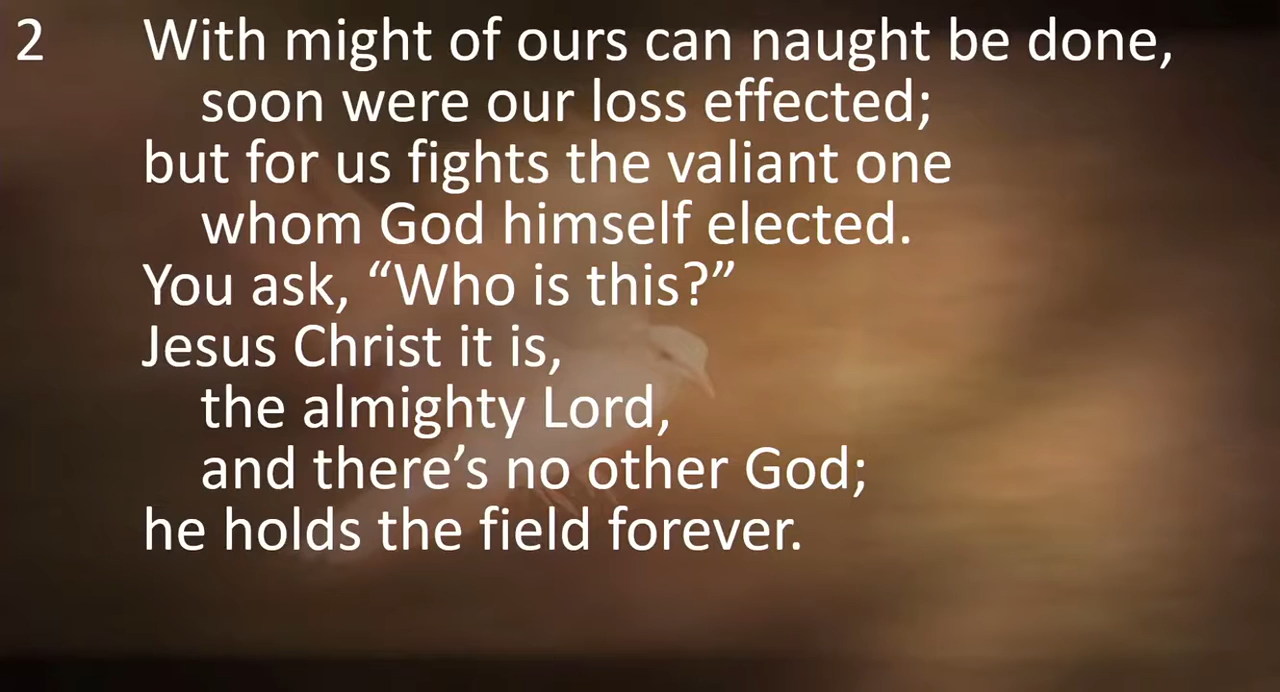 2 With might of ours can naught be done,
soon were our loss effected;
but for us fights the valiant one
whom God himself elected.
You ask, “Who is this?”
Jesus Christ it is,
the almighty Lord,
and there’s no other God;
he holds the field forever.